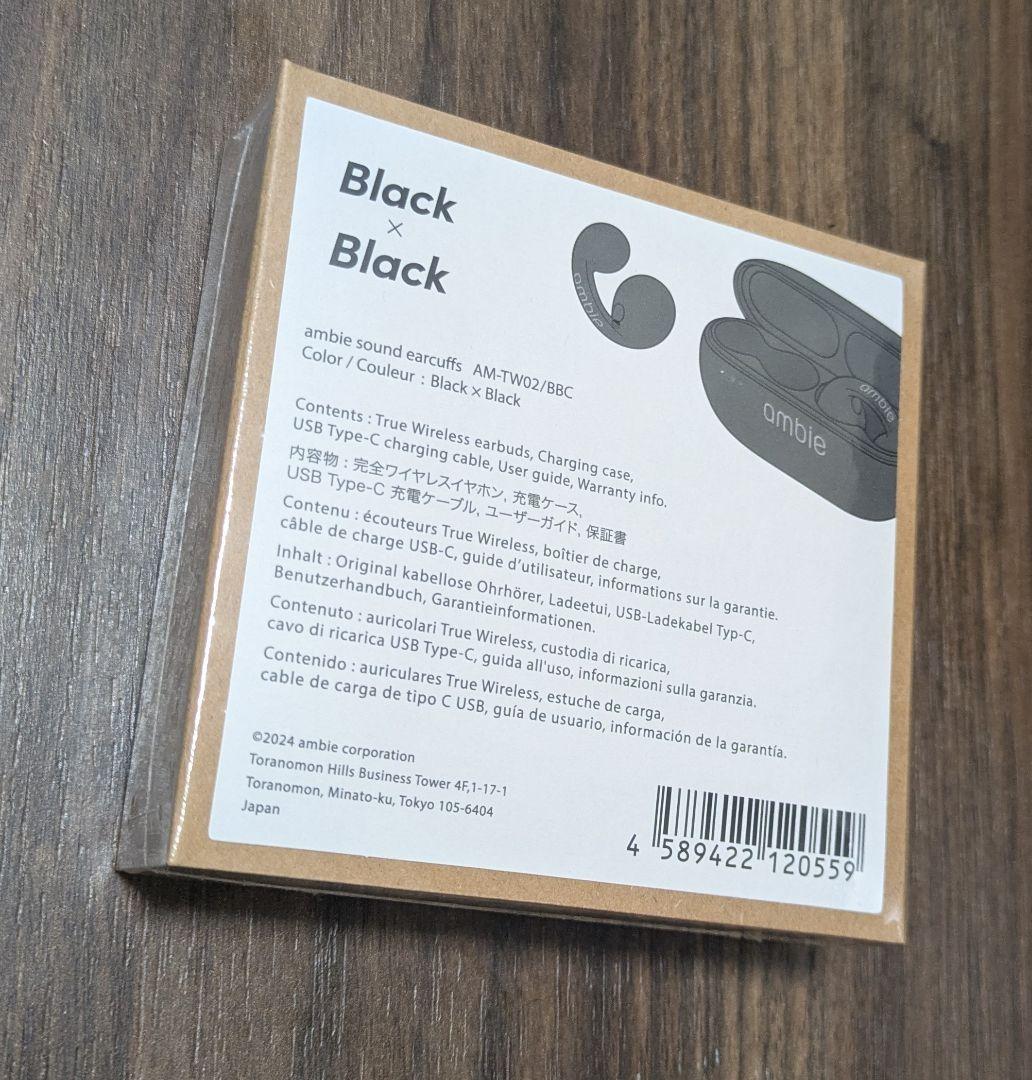 Black
×
Black
ambie
ambie
ambie
ambie sound earcuffs AM-TW02/BBC
Color / Couleur : Black × Black
Contents : True Wireless earbuds, Charging case,
USB Type-C charging cable, User guide, Warranty info.
内容物 : 完全ワイヤレスイヤホン, 充電ケース,
USB Type-C 充電ケーブル, ユーザーガイド, 保証書
Contenu : écouteurs True Wireless, boîtier de charge,
câble de charge USB-C, guide d'utilisateur, informations sur la garantie.
Inhalt : Original kabellose Ohrhörer, Ladeetui, USB-Ladekabel Typ-C,
Benutzerhandbuch, Garantieinformationen.
Contenuto : auricolari True Wireless, custodia di ricarica,
cavo di ricarica USB Type-C, guida all'uso, informazioni sulla garanzia.
Contenido : auriculares True Wireless, estuche de carga,
cable de carga de tipo C USB, guía de usuario, información de la garantía.
©2024 ambie corporation
Toranomon Hills Business Tower 4F,1-17-1
Toranomon, Minato-ku, Tokyo 105-6404
Japan
4 589422 120559